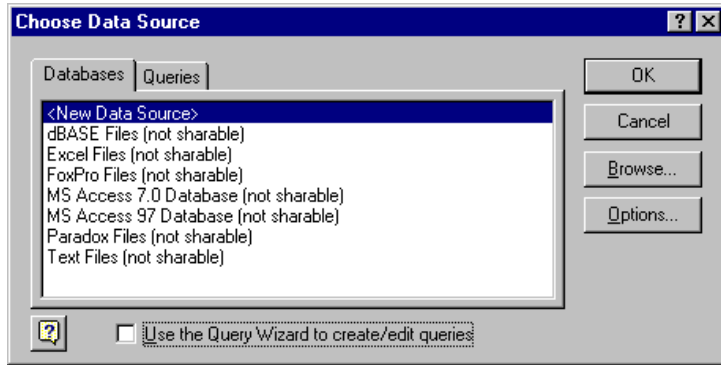 Choose Data Source
Databases
Queries
<New Data Source>
dBASE Files (not sharable)
Excel Files (not sharable)
FoxPro Files (not sharable)
MS Access 7.0 Database (not sharable)
MS Access 97 Database (not sharable)
Paradox Files (not sharable)
Text Files (not sharable)
OK
Cancel
Browse...
Options...
Use the Query Wizard to create/edit queries